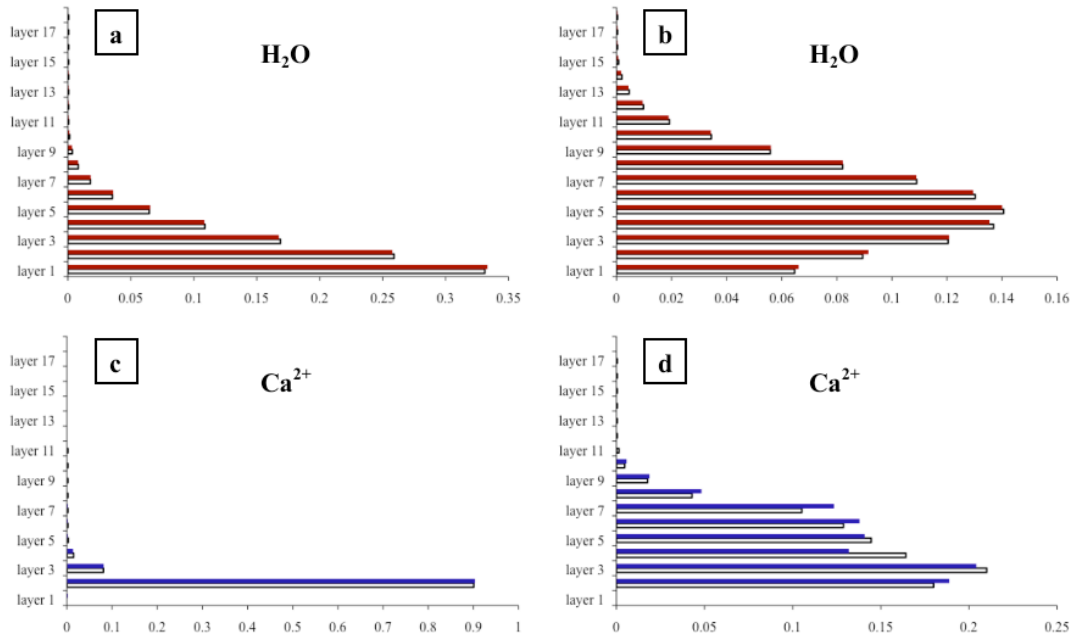 a
H₂O
layer 17
layer 15
layer 13
layer 11
layer 9
layer 7
layer 5
layer 3
layer 1
0 0.05 0.1 0.15 0.2 0.25 0.3 0.35
b
H₂O
layer 17
layer 15
layer 13
layer 11
layer 9
layer 7
layer 5
layer 3
layer 1
0 0.02 0.04 0.06 0.08 0.1 0.12 0.14 0.16
c
Ca²⁺
layer 17
layer 15
layer 13
layer 11
layer 9
layer 7
layer 5
layer 3
layer 1
0 0.1 0.2 0.3 0.4 0.5 0.6 0.7 0.8 0.9 1
d
Ca²⁺
layer 17
layer 15
layer 13
layer 11
layer 9
layer 7
layer 5
layer 3
layer 1
0 0.05 0.1 0.15 0.2 0.25